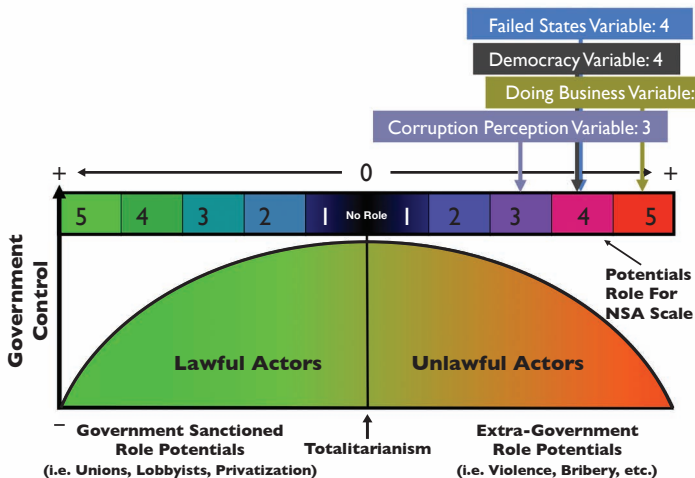 Failed States Variable: 4
Democracy Variable: 4
Doing Business Variable:
Corruption Perception Variable: 3
+ 0 +
5 4 3 2 1 No Role 1 2 3 4 5
Government
Control
Potentials
Role For
NSA Scale
Lawful Actors Unlawful Actors
–
Government Sanctioned
Role Potentials
(i.e. Unions, Lobbyists, Privatization)
Totalitarianism
Extra-Government
Role Potentials
(i.e. Violence, Bribery, etc.)